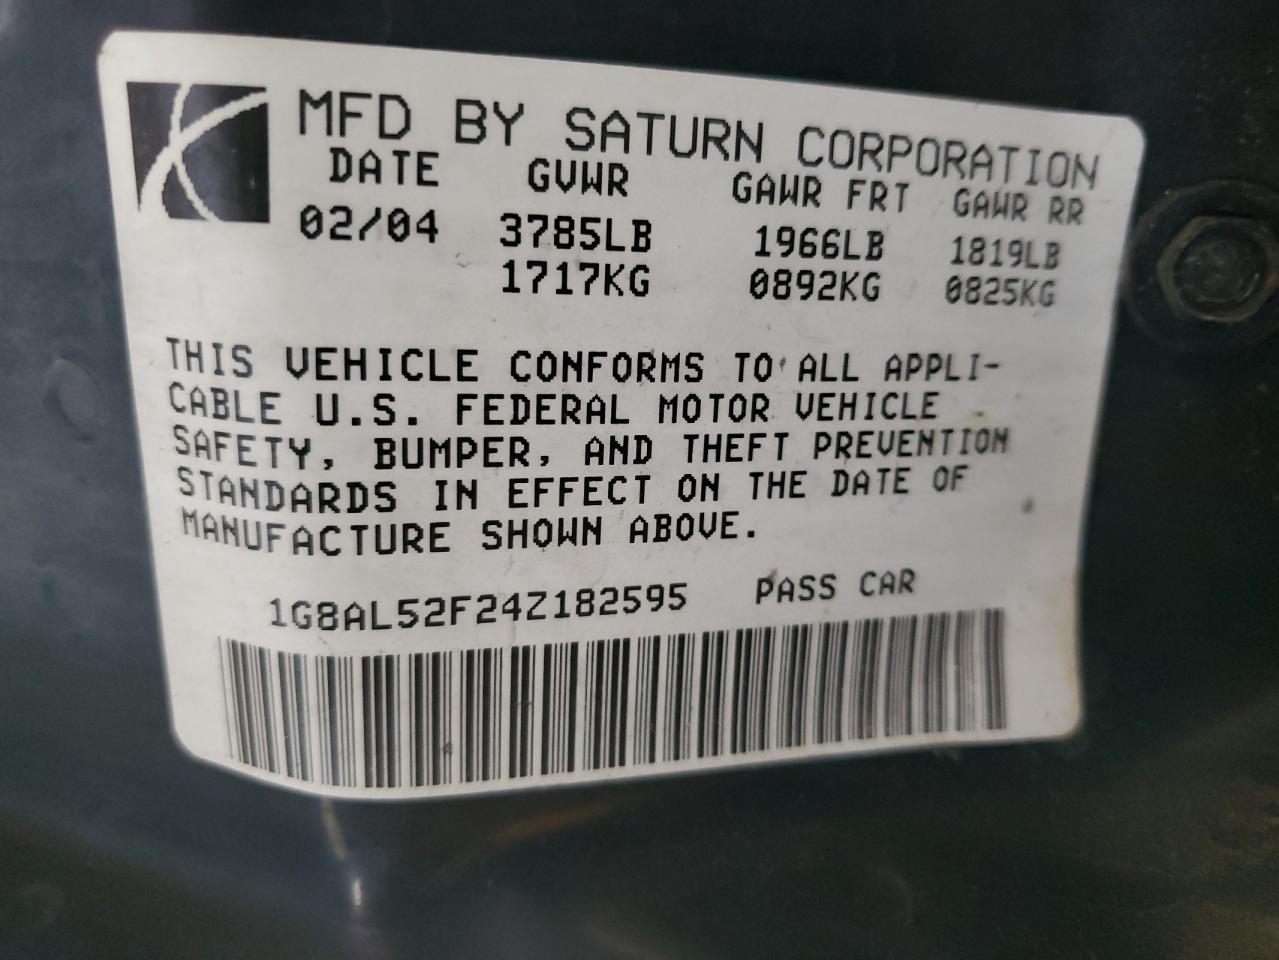 MFD BY SATURN CORPORATION
DATE GVWR GAWR FRT GAWR RR
02/04 3785LB 1966LB 1819LB
1717KG 0892KG 0825KG
THIS VEHICLE CONFORMS TO ALL APPLI-
CABLE U.S. FEDERAL MOTOR VEHICLE
SAFETY, BUMPER, AND THEFT PREVENTION
STANDARDS IN EFFECT ON THE DATE OF
MANUFACTURE SHOWN ABOVE.
1G8AL52F24Z182595 PASS CAR